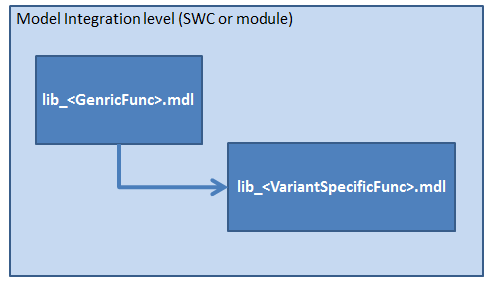 Model Integration level (SWC or module)
lib_<GenricFunc>.mdl
lib_<VariantSpecificFunc>.mdl